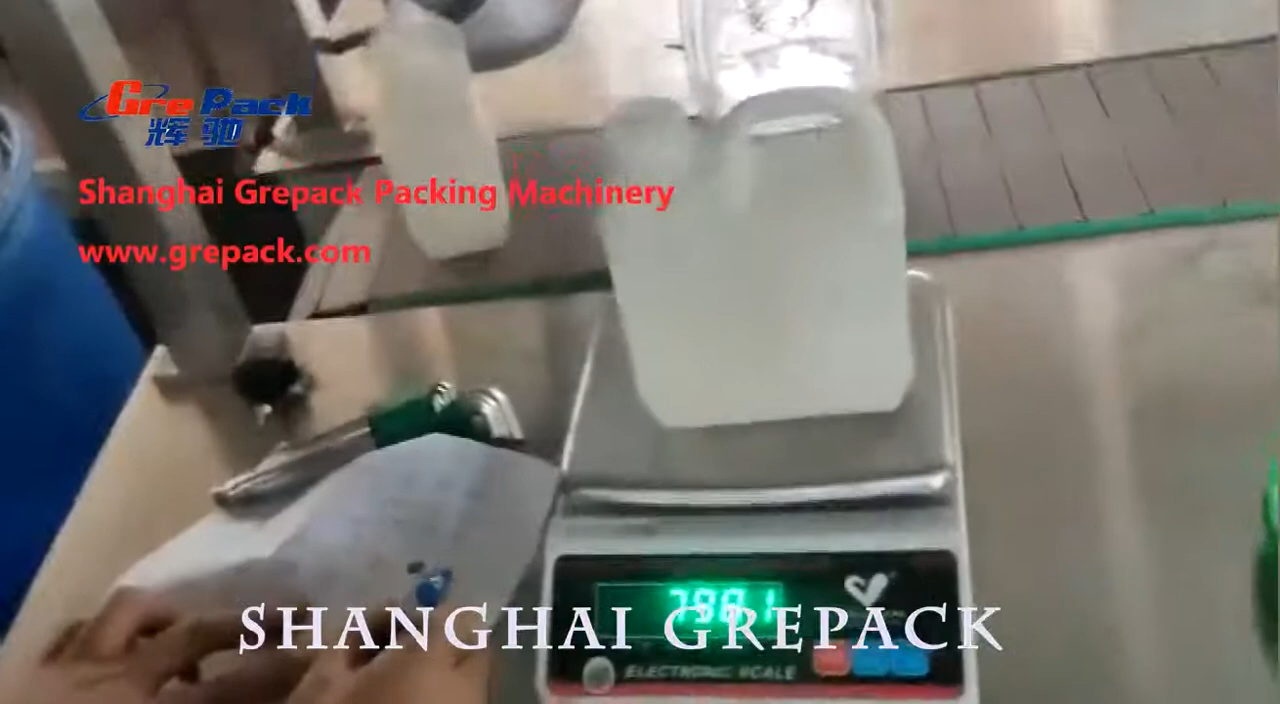 GrePack
辉驰
Shanghai Grepack Packing Machinery
www.grepack.com
SHANGHAI GREPACK
ELECTRONIC SCALE